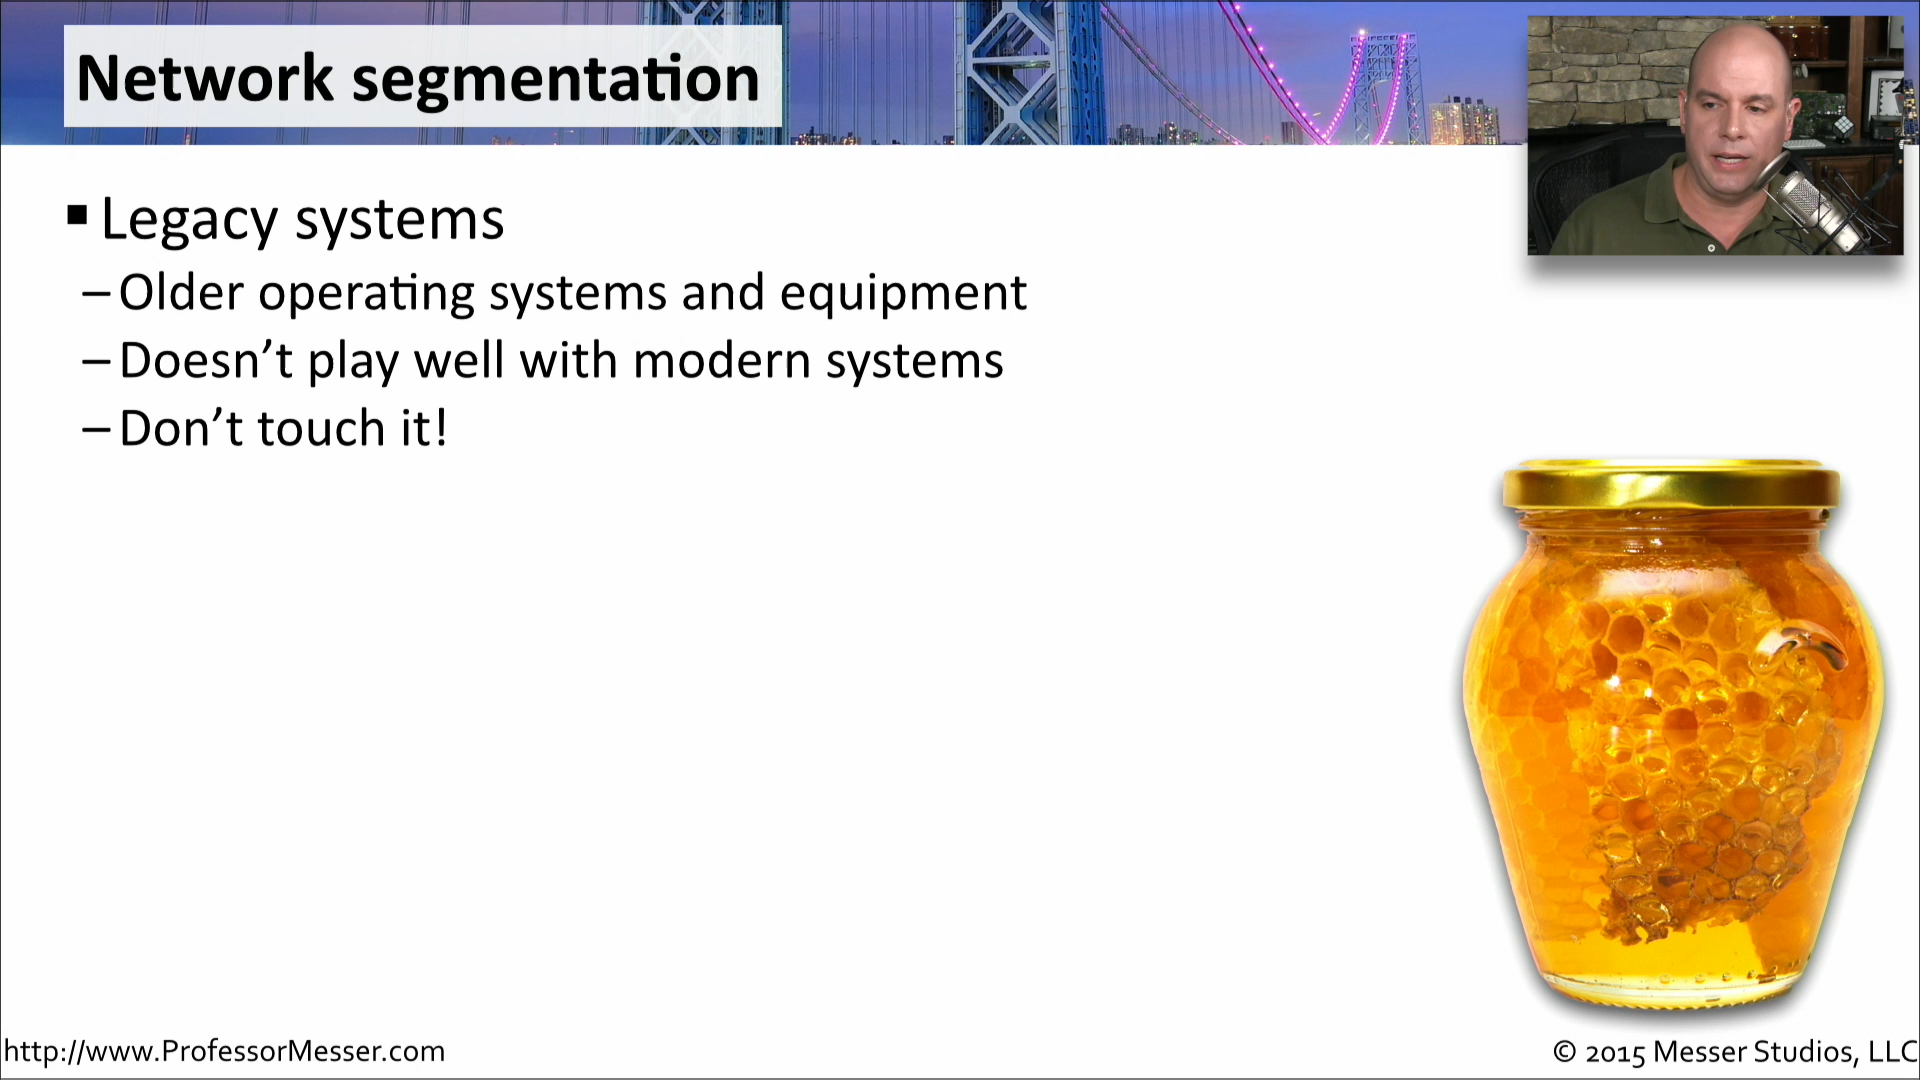 Network segmentation
▪ Legacy systems
– Older operating systems and equipment
– Doesn’t play well with modern systems
– Don’t touch it!
http://www.ProfessorMesser.com
© 2015 Messer Studios, LLC